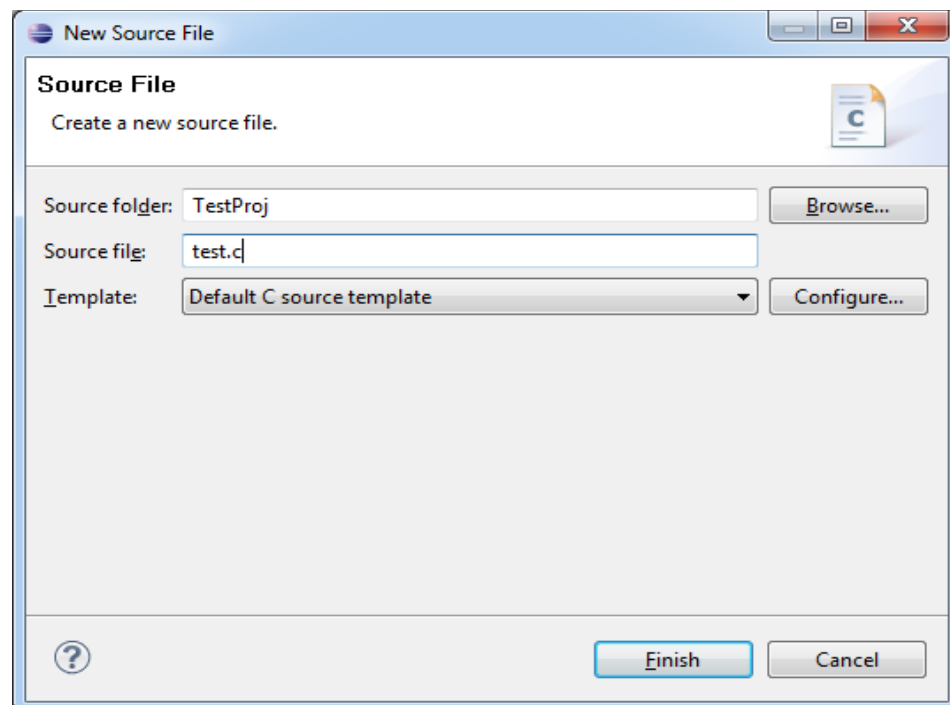 New Source File
Source File
Create a new source file.
C
Source folder: TestProj Browse...
Source file: test.c
Template: Default C source template Configure...
?
Finish Cancel